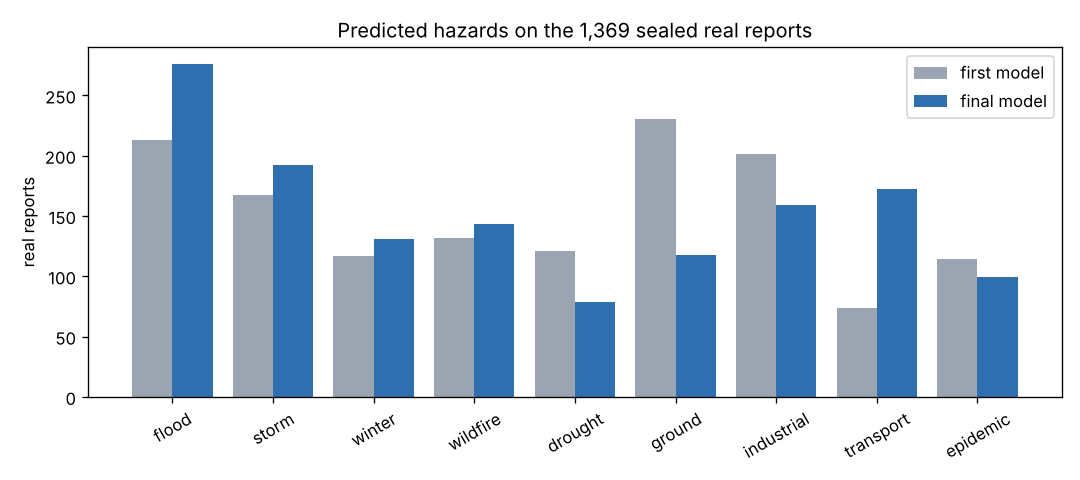 Predicted hazards on the 1,369 sealed real reports
first model
final model
real reports
250
200
150
100
50
0
flood
storm
winter
wildfire
drought
ground
industrial
transport
epidemic